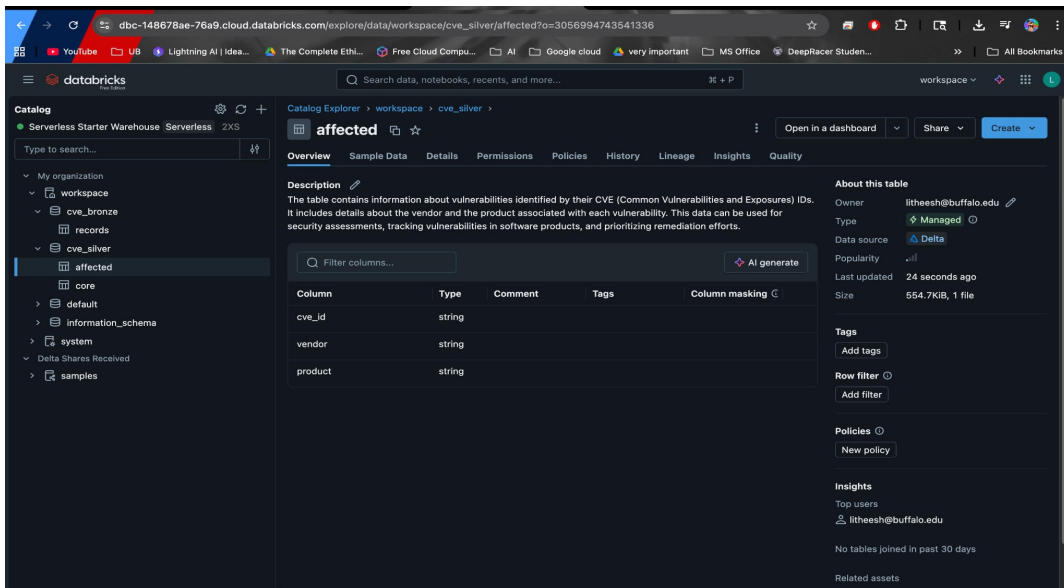 dbc-148678ae-76a9.cloud.databricks.com/explore/data/workspace/cve_silver/affected?o=3056994743541336
YouTube UB Lightning AI | Idea... The Complete Ethi... Free Cloud Compu... AI Google cloud very important MS Office DeepRacer Studen... » All Bookmarks
databricks
Free Edition
Search data, notebooks, recents, and more... ⌘ + P
workspace
L
Catalog
Serverless Starter Warehouse Serverless 2XS
Type to search...
My organization
workspace
cve_bronze
records
cve_silver
affected
core
default
information_schema
system
Delta Shares Received
samples
Catalog Explorer › workspace › cve_silver ›
affected
Open in a dashboard Share Create
Overview Sample Data Details Permissions Policies History Lineage Insights Quality
Description
The table contains information about vulnerabilities identified by their CVE (Common Vulnerabilities and Exposures) IDs.
It includes details about the vendor and the product associated with each vulnerability. This data can be used for
security assessments, tracking vulnerabilities in software products, and prioritizing remediation efforts.
Filter columns... AI generate
Column Type Comment Tags Column masking
cve_id string
vendor string
product string
About this table
Owner litheesh@buffalo.edu
Type Managed
Data source Delta
Popularity
Last updated 24 seconds ago
Size 554.7KiB, 1 file
Tags
Add tags
Row filter
Add filter
Policies
New policy
Insights
Top users
litheesh@buffalo.edu
No tables joined in past 30 days
Related assets